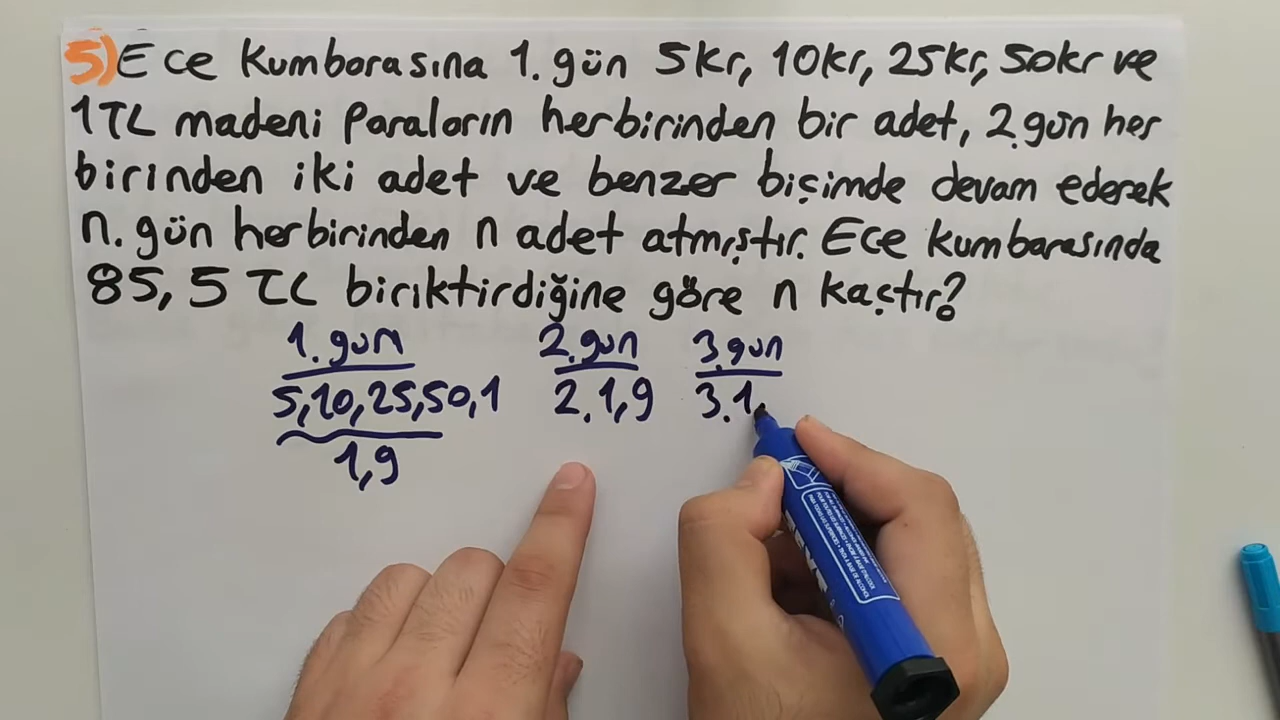 5) Ece Kumborasına 1. gün 5kr, 10kr, 25kr, 50kr ve
1TL madeni Paraların herbirinden bir adet, 2.gün her
birinden iki adet ve benzer biçimde devam ederek
n. gün herbirinden n adet atmıştır. Ece kumbarasında
85,5 TL biriktirdiğine göre n kaçtır?
1. gün 2.gün 3.gün
5,10,25,50,1 2.1,9 3.1,
1,9